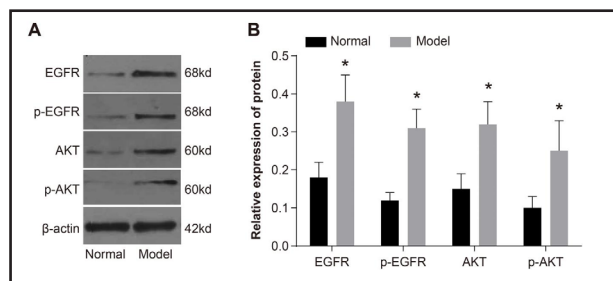 A
EGFR 68kd
p-EGFR 68kd
AKT 60kd
p-AKT 60kd
β-actin 42kd
Normal Model
B
Normal Model
Relative expression of protein
0.5
0.4
0.3
0.2
0.1
0.0
* * * *
EGFR p-EGFR AKT p-AKT